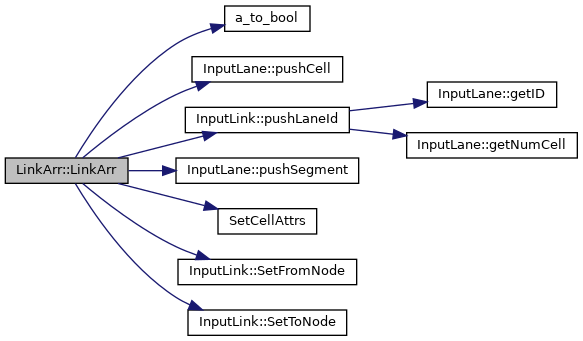 a_to_bool
InputLane::pushCell
InputLane::getID
InputLink::pushLaneId
InputLane::getNumCell
LinkArr::LinkArr
InputLane::pushSegment
SetCellAttrs
InputLink::SetFromNode
InputLink::SetToNode